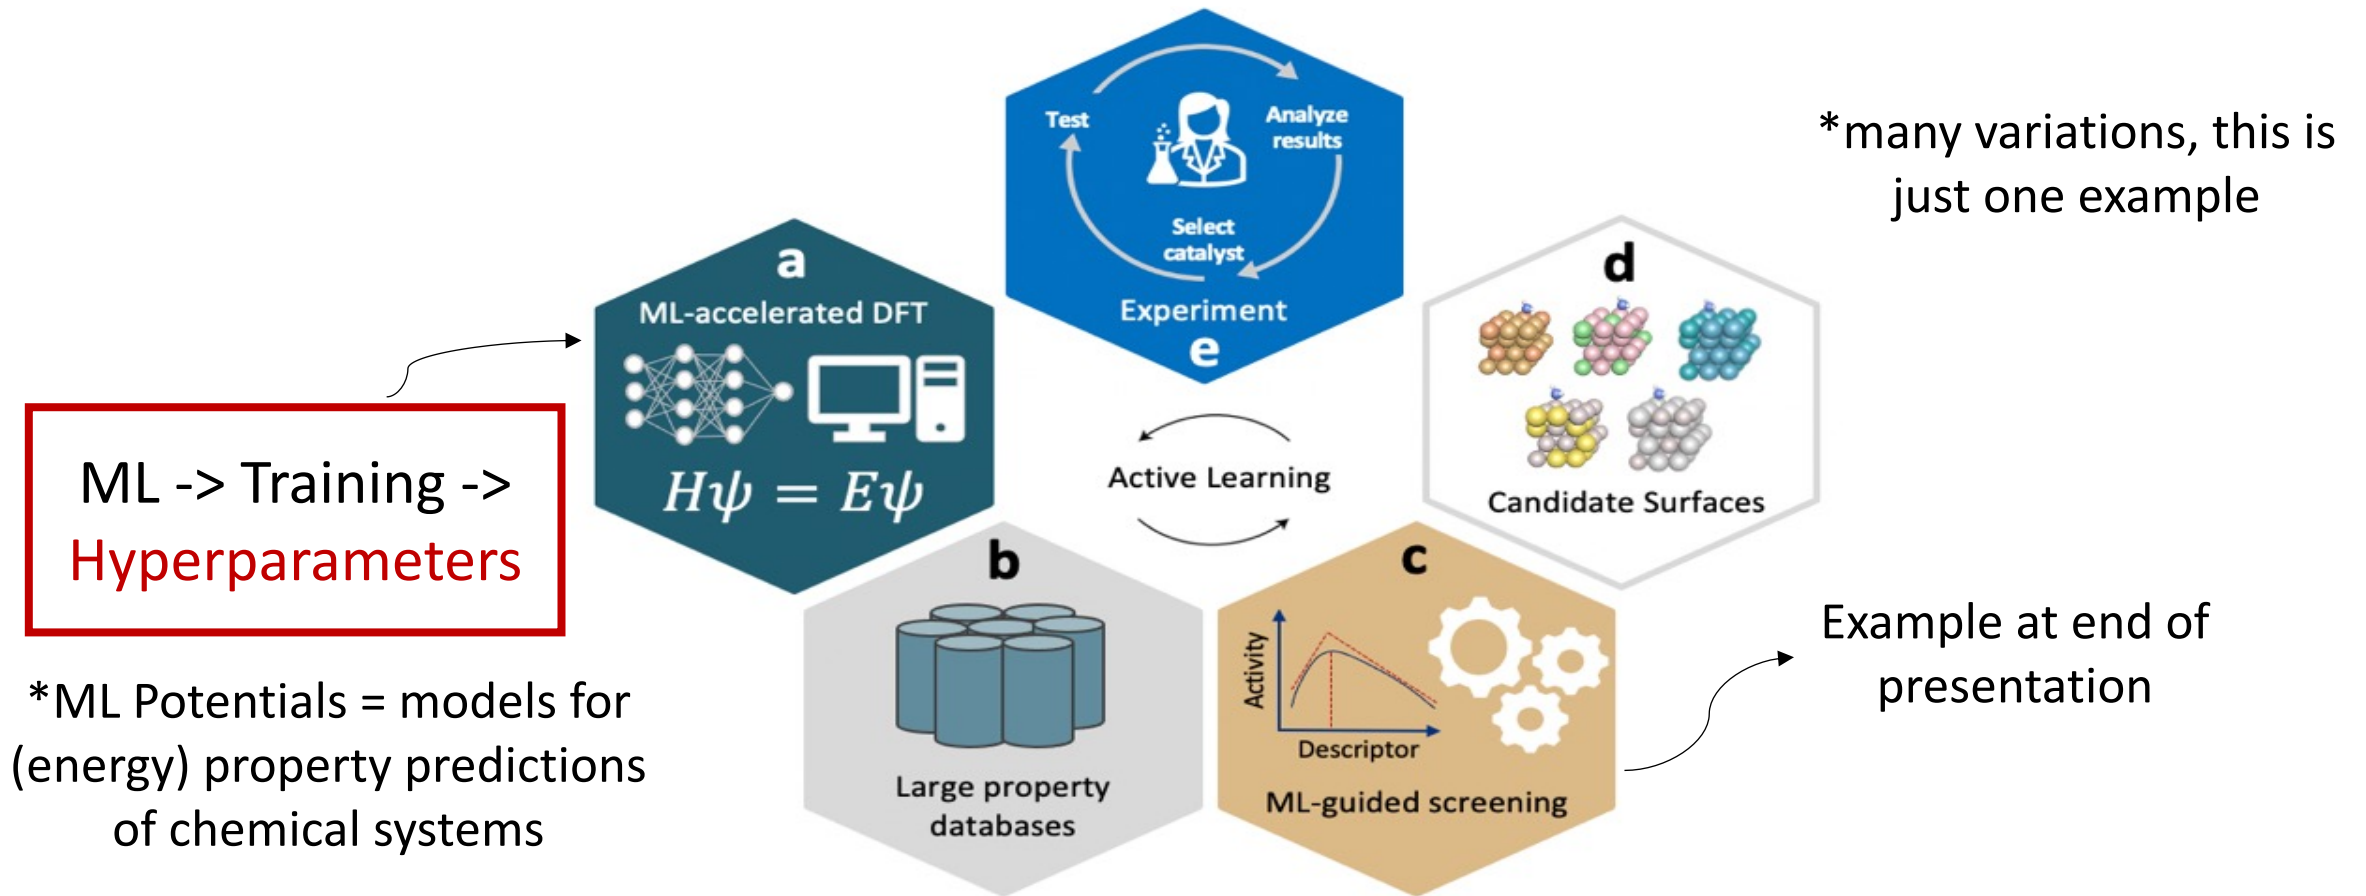 *many variations, this is
just one example
Test
Analyze
results
Select
catalyst
Experiment
e
a
ML-accelerated DFT
Hψ = Eψ
d
Candidate Surfaces
Active Learning
ML -> Training ->
Hyperparameters
*ML Potentials = models for
(energy) property predictions
of chemical systems
b
Large property
databases
c
Activity
Descriptor
ML-guided screening
Example at end of
presentation